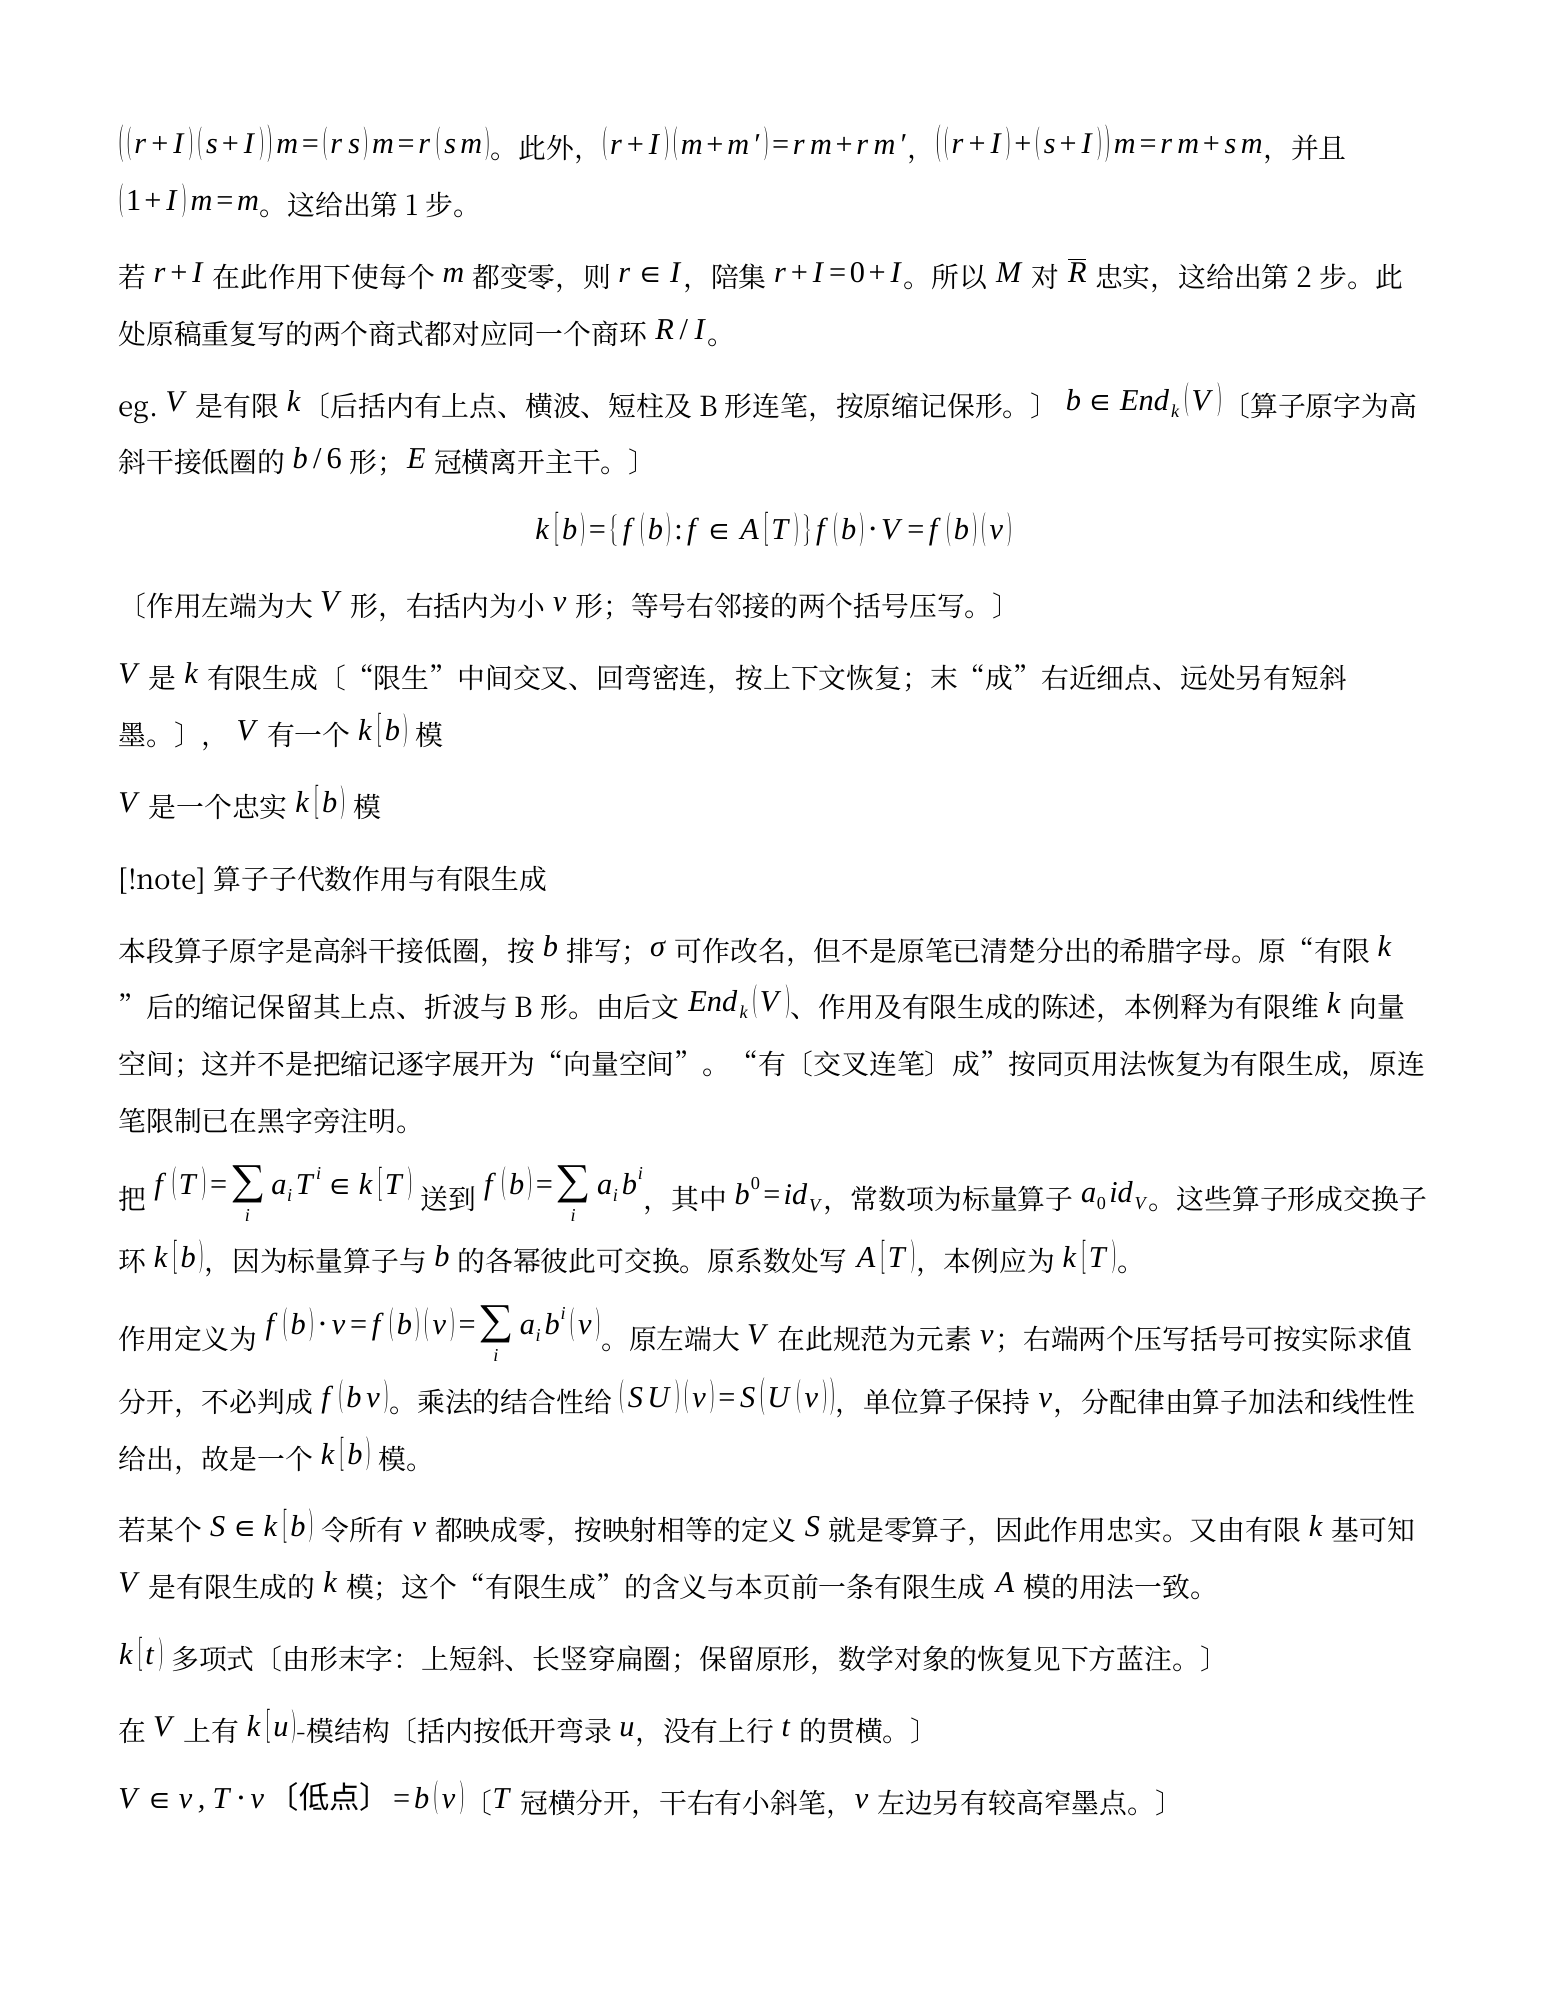 ((r+I)(s+I))m=(rs)m=r(sm)。此外，(r+I)(m+m′)=rm+rm′，((r+I)+(s+I))m=rm+sm，并且
(1+I)m=m。这给出第 1 步。
若 r+I 在此作用下使每个 m 都变零，则 r∈I，陪集 r+I=0+I。所以 M 对 R̅ 忠实，这给出第 2 步。此
处原稿重复写的两个商式都对应同一个商环 R/I。
eg. V 是有限 k〔后括内有上点、横波、短柱及 B 形连笔，按原缩记保形。〕 b∈End_k(V)〔算子原字为高
斜干接低圈的 b/6 形；E 冠横离开主干。〕
k[b)={f(b):f∈A[T)}f(b)·V=f(b)(v)
〔作用左端为大 V 形，右括内为小 v 形；等号右邻接的两个括号压写。〕
V 是 k 有限生成〔 “限生”中间交叉、回弯密连，按上下文恢复；末“成”右近细点、远处另有短斜
墨。〕， V 有一个 k[b) 模
V 是一个忠实 k[b) 模
[!note] 算子子代数作用与有限生成
本段算子原字是高斜干接低圈，按 b 排写；σ 可作改名，但不是原笔已清楚分出的希腊字母。原“有限 k
”后的缩记保留其上点、折波与 B 形。由后文 End_k(V)、作用及有限生成的陈述，本例释为有限维 k 向量
空间；这并不是把缩记逐字展开为“向量空间”。“有〔交叉连笔〕成”按同页用法恢复为有限生成，原连
笔限制已在黑字旁注明。
把 f(T)=∑_i a_i T^i∈k[T) 送到 f(b)=∑_i a_i b^i，其中 b^0=id_V，常数项为标量算子 a_0 id_V。这些算子形成交换子
环 k[b)，因为标量算子与 b 的各幂彼此可交换。原系数处写 A[T)，本例应为 k[T)。
作用定义为 f(b)·v=f(b)(v)=∑_i a_i b^i(v)。原左端大 V 在此规范为元素 v；右端两个压写括号可按实际求值
分开，不必判成 f(bv)。乘法的结合性给 (SU)(v)=S(U(v))，单位算子保持 v，分配律由算子加法和线性性
给出，故是一个 k[b) 模。
若某个 S∈k[b) 令所有 v 都映成零，按映射相等的定义 S 就是零算子，因此作用忠实。又由有限 k 基可知
V 是有限生成的 k 模；这个“有限生成”的含义与本页前一条有限生成 A 模的用法一致。
k[t) 多项式〔由形末字：上短斜、长竖穿扁圈；保留原形，数学对象的恢复见下方蓝注。〕
在 V 上有 k[u)-模结构〔括内按低开弯录 u，没有上行 t 的贯横。〕
V∈v,T·v〔低点〕=b(v)〔T 冠横分开，干右有小斜笔，v 左边另有较高窄墨点。〕